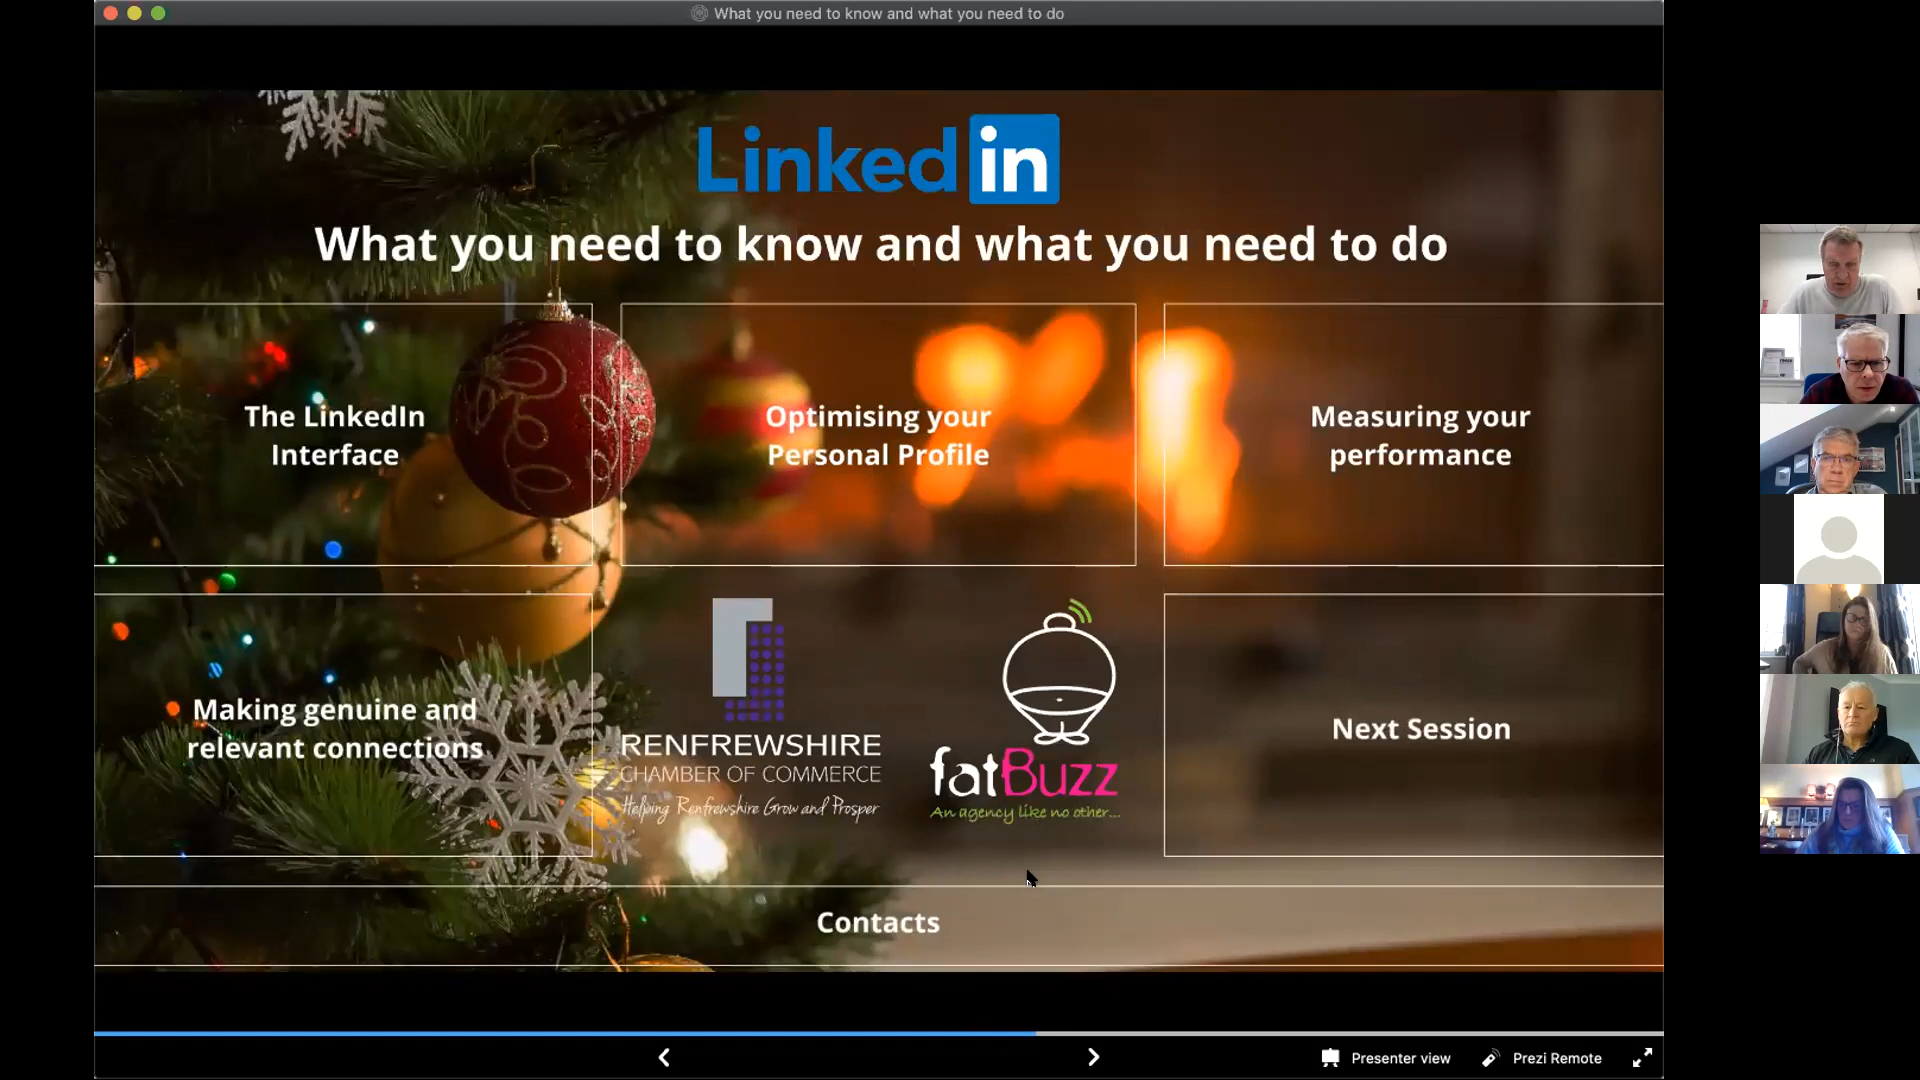 What you need to know and what you need to do
Linked in
What you need to know and what you need to do
The LinkedIn
Interface
Optimising your
Personal Profile
Measuring your
performance
Making genuine and
relevant connections
RENFREWSHIRE
CHAMBER OF COMMERCE
Helping Renfrewshire Grow and Prosper
fatBuzz
An agency like no other...
Next Session
Contacts
Presenter view
Prezi Remote